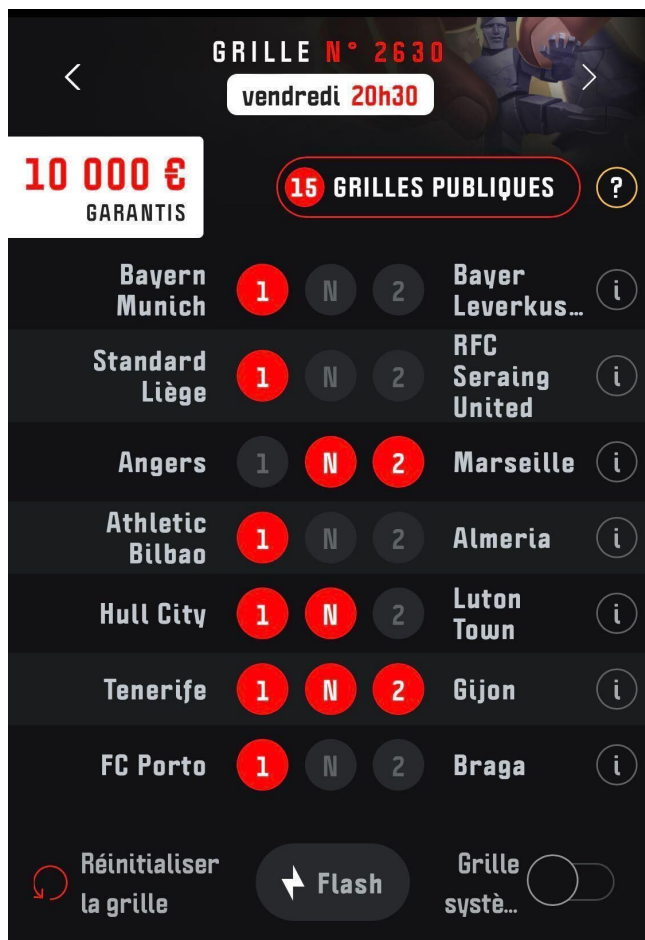 GRILLE N° 2630
vendredi 20h30
10 000 €
GARANTIS
15 GRILLES PUBLIQUES ?
Bayern
Munich
1 N 2
Bayer
Leverkus...
i
Standard
Liège
1 N 2
RFC
Seraing
United
i
Angers 1 N 2 Marseille i
Athletic
Bilbao
1 N 2
Almeria
i
Hull City
1 N 2
Luton
Town
i
Tenerife 1 N 2 Gijon i
FC Porto 1 N 2 Braga i
Réinitialiser
la grille
Flash
Grille
systè...